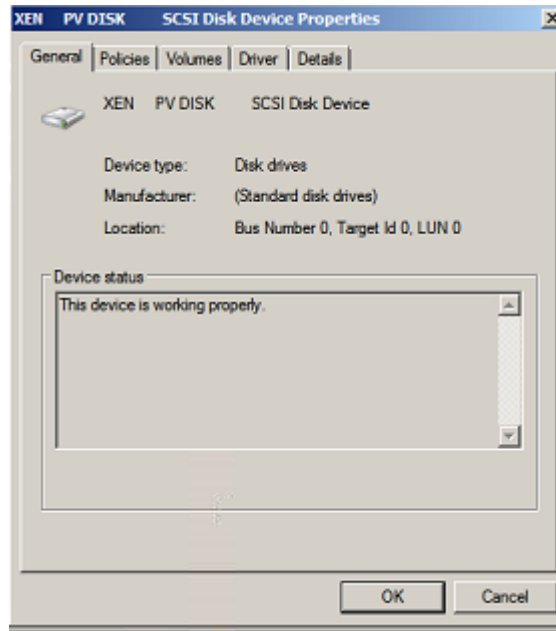 XEN PV DISK SCSI Disk Device Properties
General Policies Volumes Driver Details
XEN PV DISK SCSI Disk Device
Device type: Disk drives
Manufacturer: (Standard disk drives)
Location: Bus Number 0, Target Id 0, LUN 0
Device status
This device is working properly.
OK Cancel